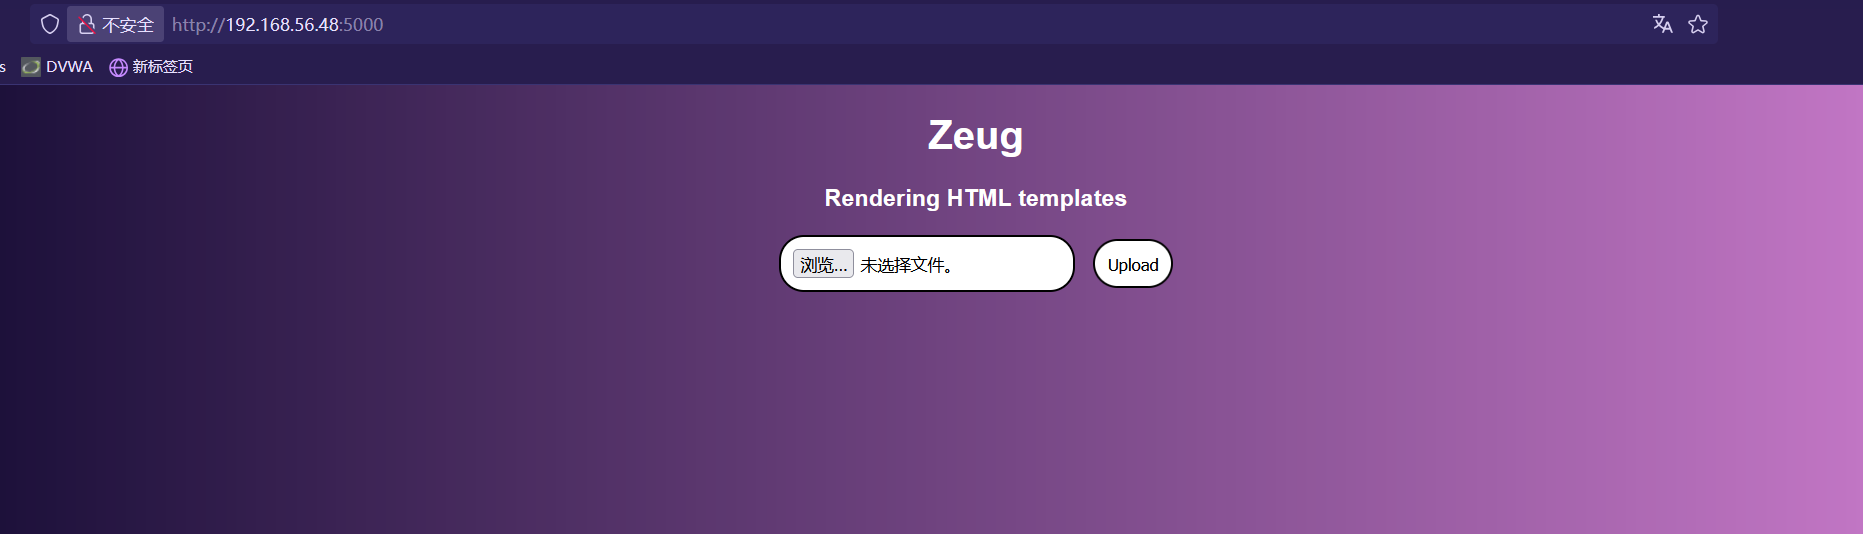 不安全 http://192.168.56.48:5000
s DVWA 新标签页
Zeug
Rendering HTML templates
浏览... 未选择文件。 Upload